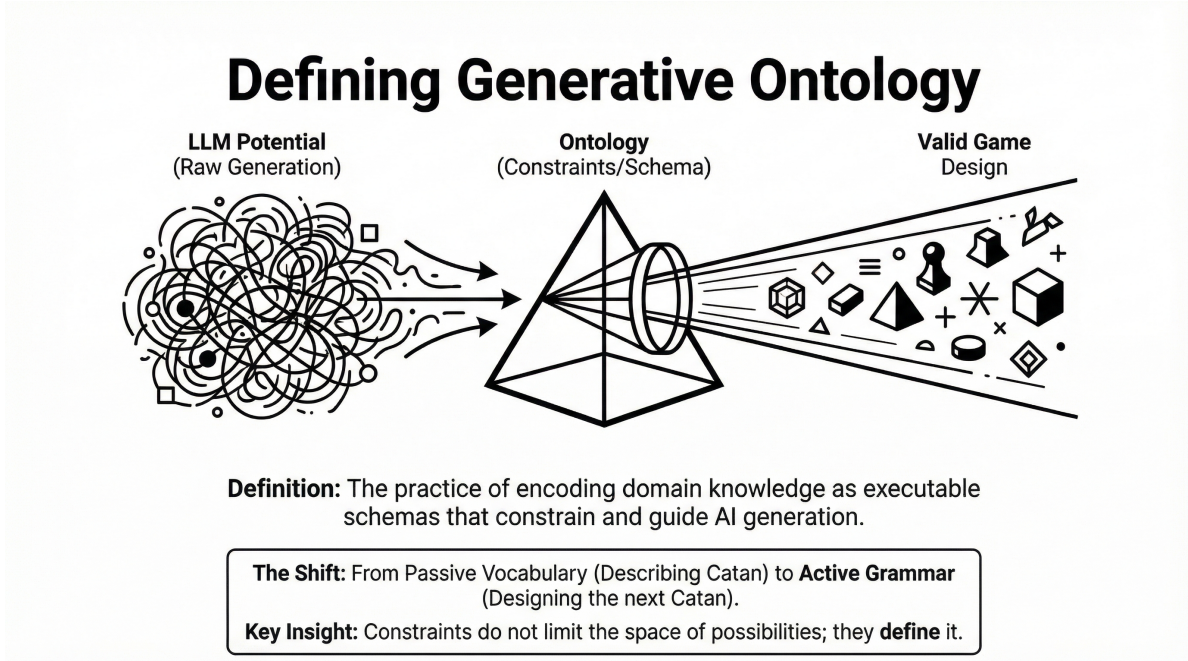 Defining Generative Ontology
LLM Potential
(Raw Generation)
Ontology
(Constraints/Schema)
Valid Game
Design
Definition: The practice of encoding domain knowledge as executable
schemas that constrain and guide AI generation.
The Shift: From Passive Vocabulary (Describing Catan) to Active Grammar
(Designing the next Catan).
Key Insight: Constraints do not limit the space of possibilities; they define it.